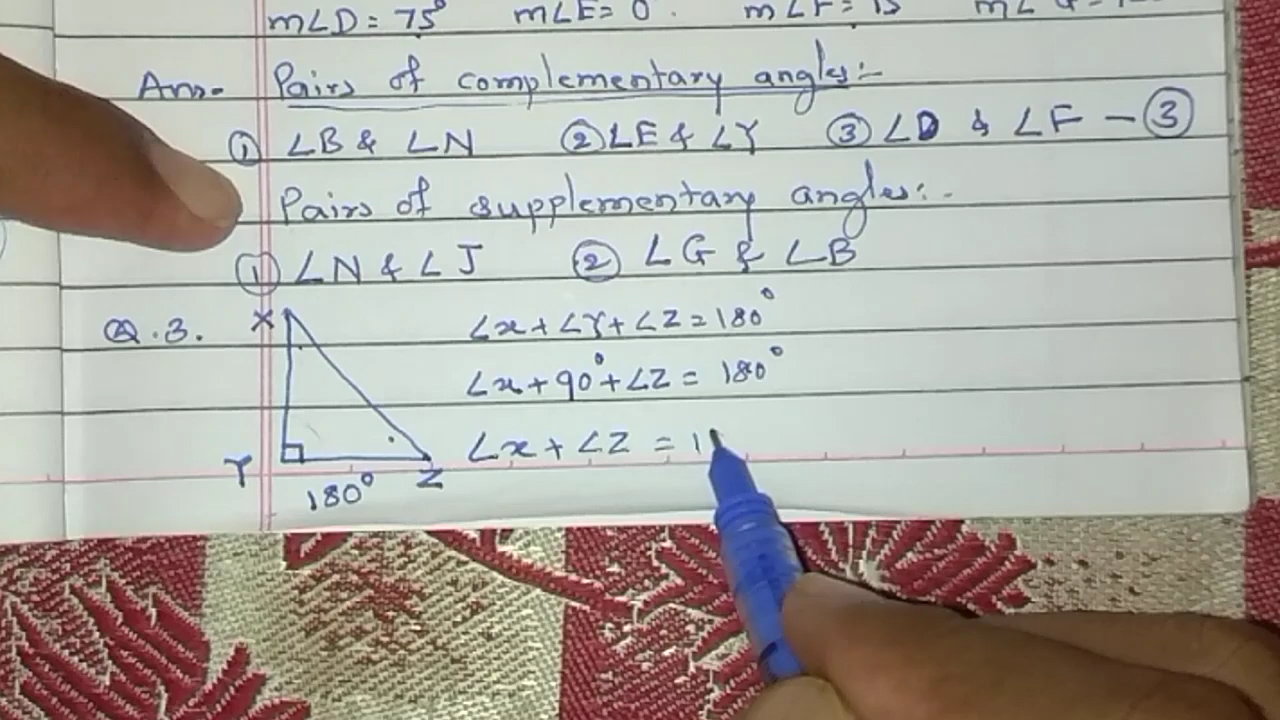 m∠D = 75° m∠E = 0° m∠F = 15
Ans- Pairs of complementary angles:-
① ∠B & ∠N ② ∠E & ∠Y ③ ∠D & ∠F - ③
Pairs of supplementary angles:-
① ∠N & ∠J ② ∠G & ∠B
Q.3. X ∠x + ∠Y + ∠Z = 180°
∠x + 90° + ∠Z = 180°
Y Z ∠x + ∠Z = 1
180°